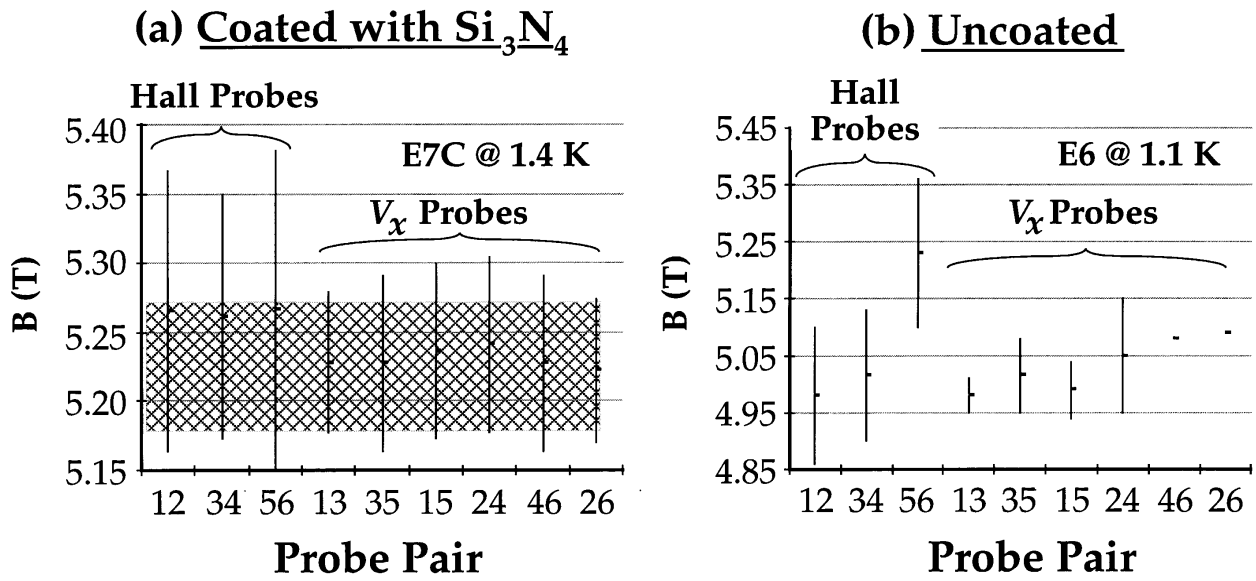 (a) Coated with Si₃N₄
Hall Probes
E7C @ 1.4 K
Vₓ Probes
B (T)
5.40
5.35
5.30
5.25
5.20
5.15
12 34 56 13 35 15 24 46 26
Probe Pair
(b) Uncoated
Hall
Probes
E6 @ 1.1 K
Vₓ Probes
B (T)
5.45
5.35
5.25
5.15
5.05
4.95
4.85
12 34 56 13 35 15 24 46 26
Probe Pair